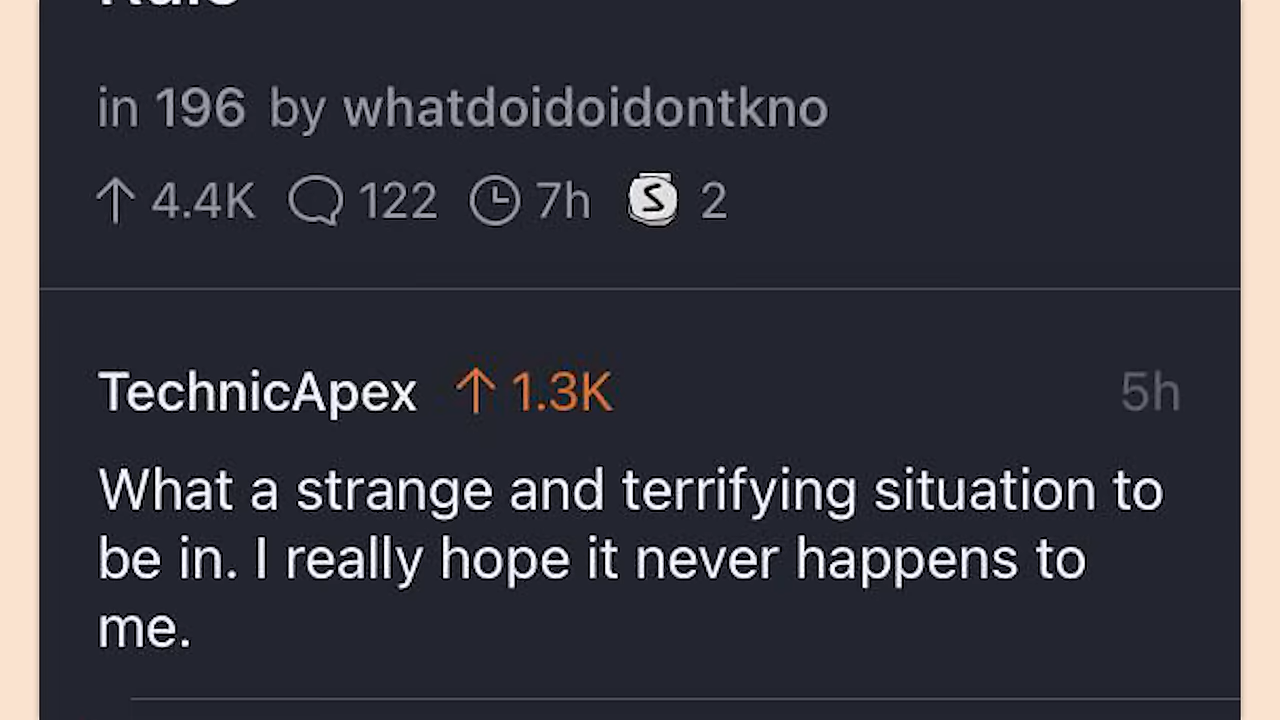 in 196 by whatdoidoidontkno
4.4K 122 7h S 2
TechnicApex 1.3K 5h
What a strange and terrifying situation to
be in. I really hope it never happens to
me.